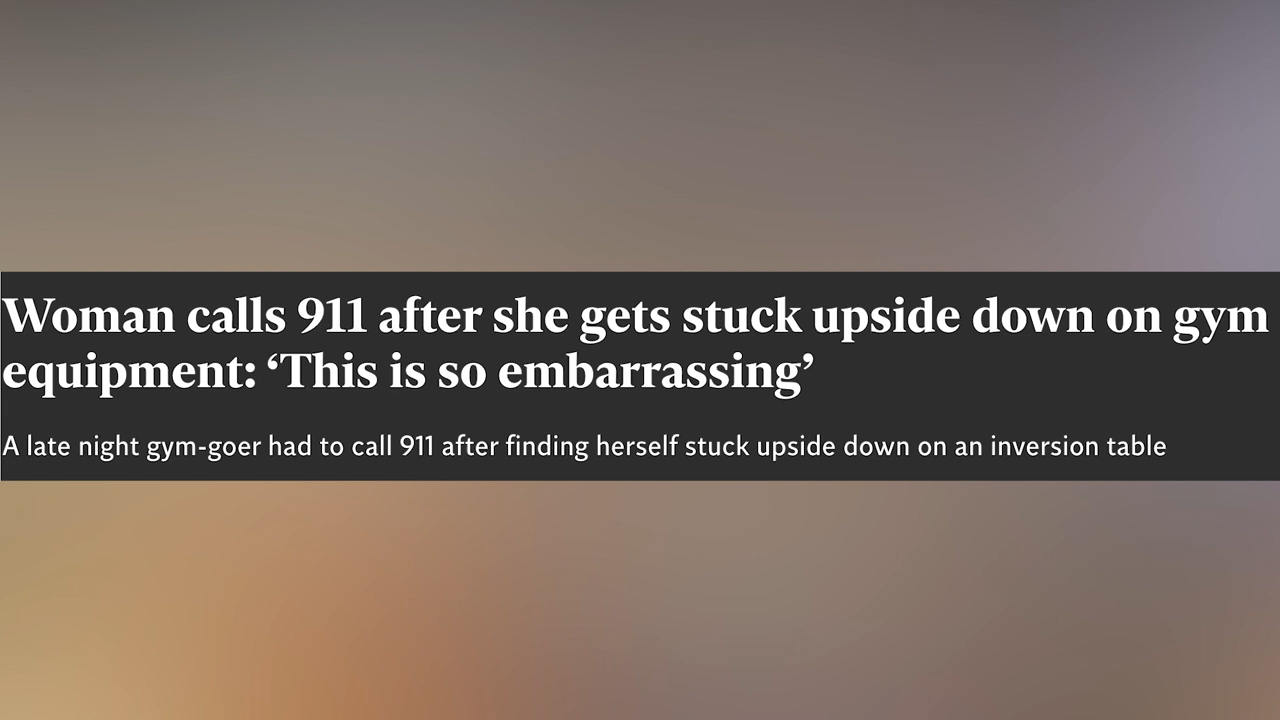 Woman calls 911 after she gets stuck upside down on gym
equipment: ‘This is so embarrassing’
A late night gym-goer had to call 911 after finding herself stuck upside down on an inversion table